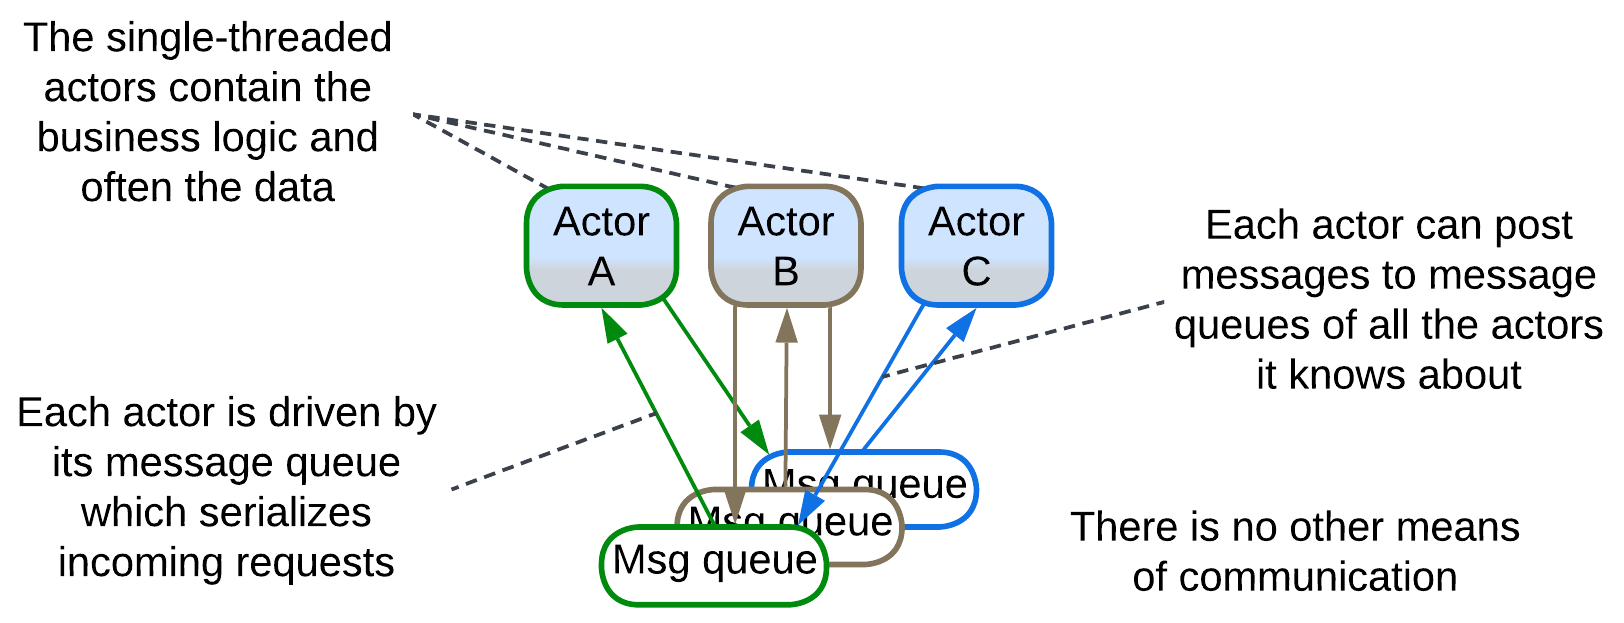 The single-threaded
actors contain the
business logic and
often the data
Actor
A
Actor
B
Actor
C
Each actor can post
messages to message
queues of all the actors
it knows about
Each actor is driven by
its message queue
which serializes
incoming requests
Msg queue
Msg queue
Msg queue
There is no other means
of communication